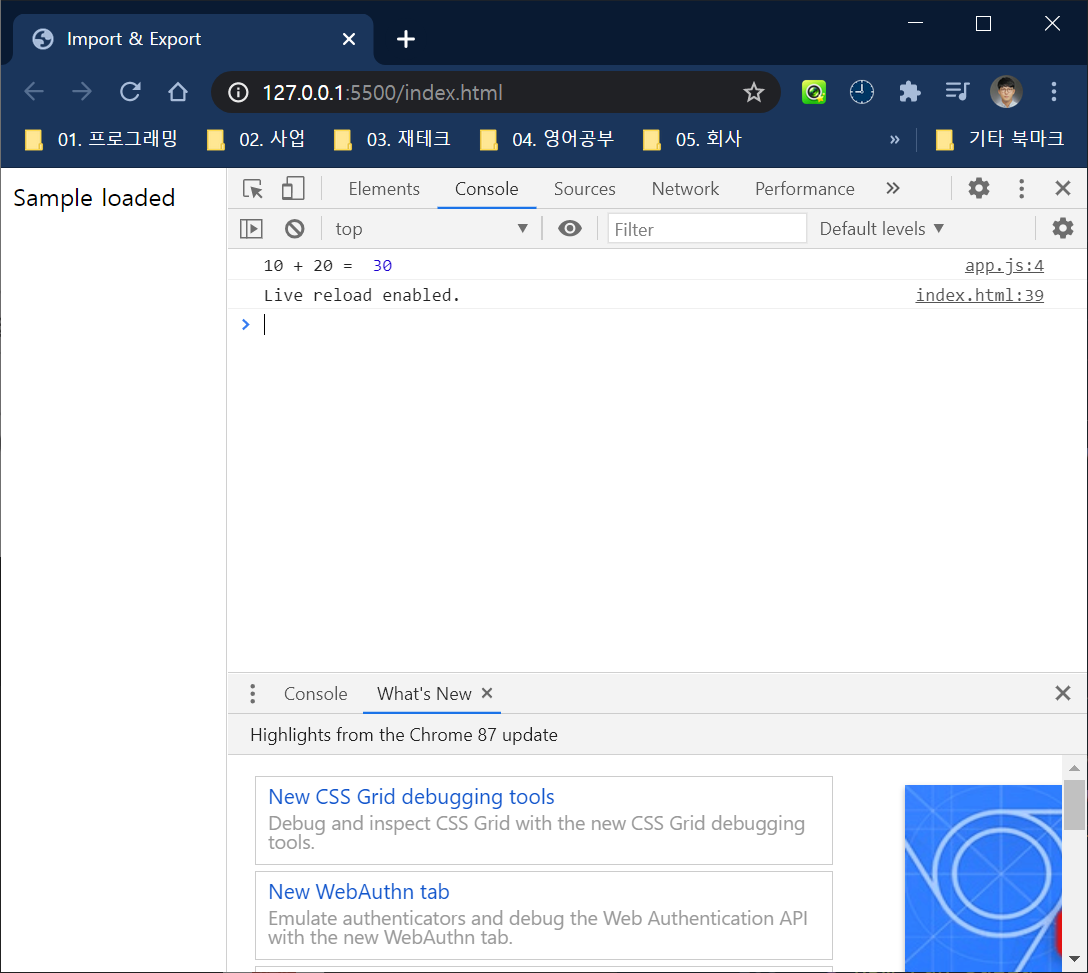 Import & Export
127.0.0.1:5500/index.html
01. 프로그래밍 02. 사업 03. 재테크 04. 영어공부 05. 회사 » 기타 북마크
Sample loaded
Elements Console Sources Network Performance »
top Filter Default levels
10 + 20 = 30 app.js:4
Live reload enabled. index.html:39
Console What's New
Highlights from the Chrome 87 update
New CSS Grid debugging tools
Debug and inspect CSS Grid with the new CSS Grid debugging
tools.
New WebAuthn tab
Emulate authenticators and debug the Web Authentication API
with the new WebAuthn tab.